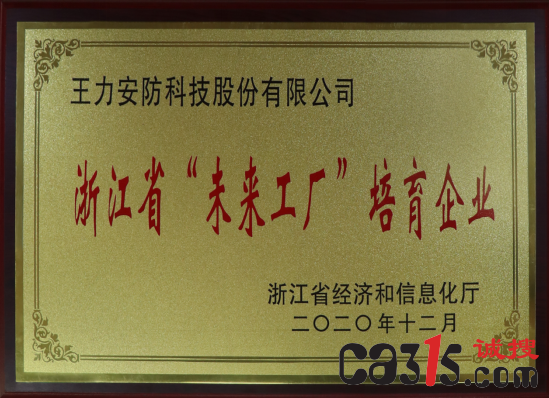 王力安防科技股份有限公司
浙江省“未来工厂”培育企业
浙江省经济和信息化厅
二〇二〇年十二月
诚搜
ca315.com